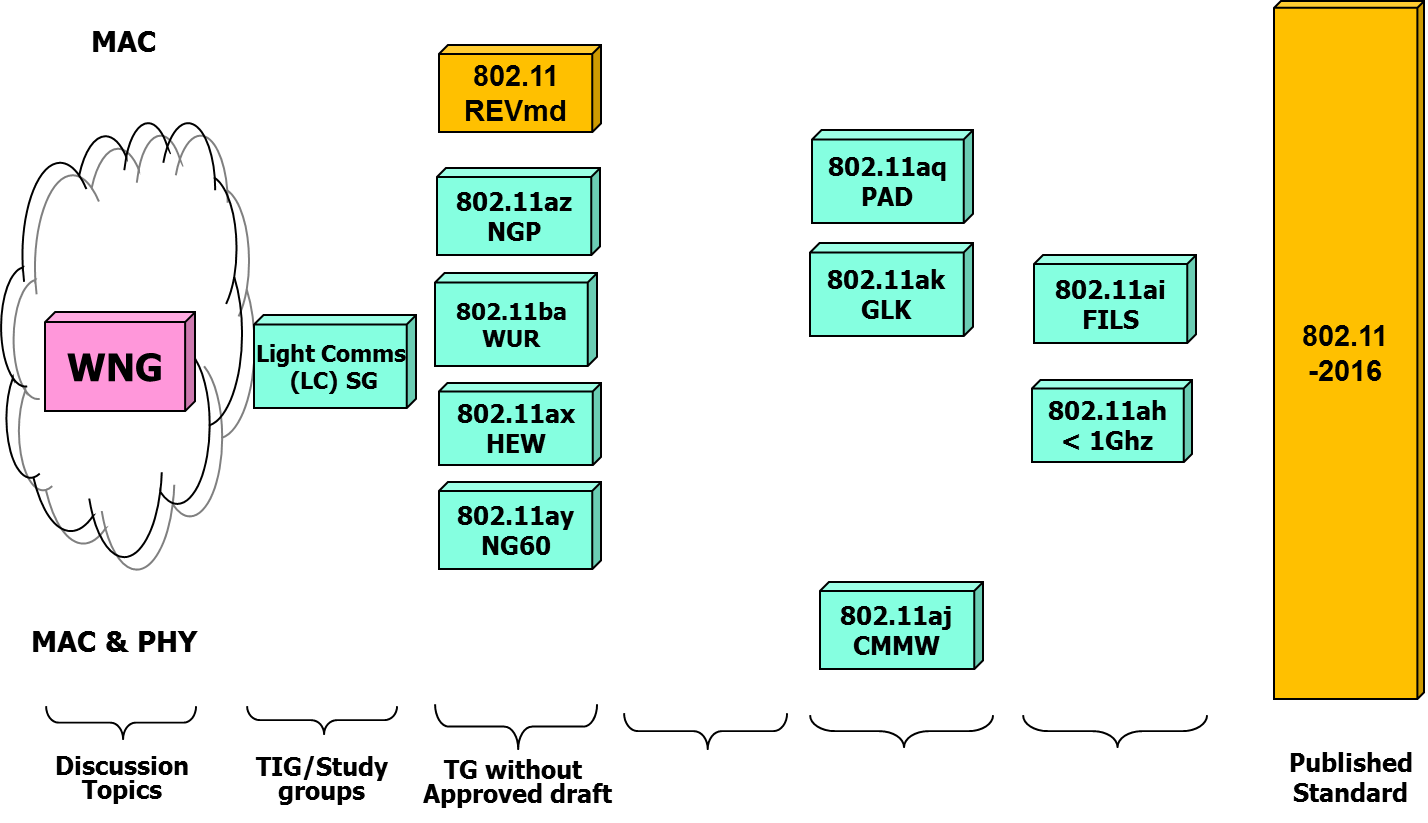 MAC
802.11
REVmd
802.11az
NGP
802.11ba
WUR
802.11ax
HEW
802.11ay
NG60
WNG
Light Comms
(LC) SG
802.11aq
PAD
802.11ak
GLK
802.11aj
CMMW
802.11ai
FILS
802.11ah
< 1Ghz
802.11
-2016
MAC & PHY
Discussion
Topics
TIG/Study
groups
TG without
Approved draft
Published
Standard